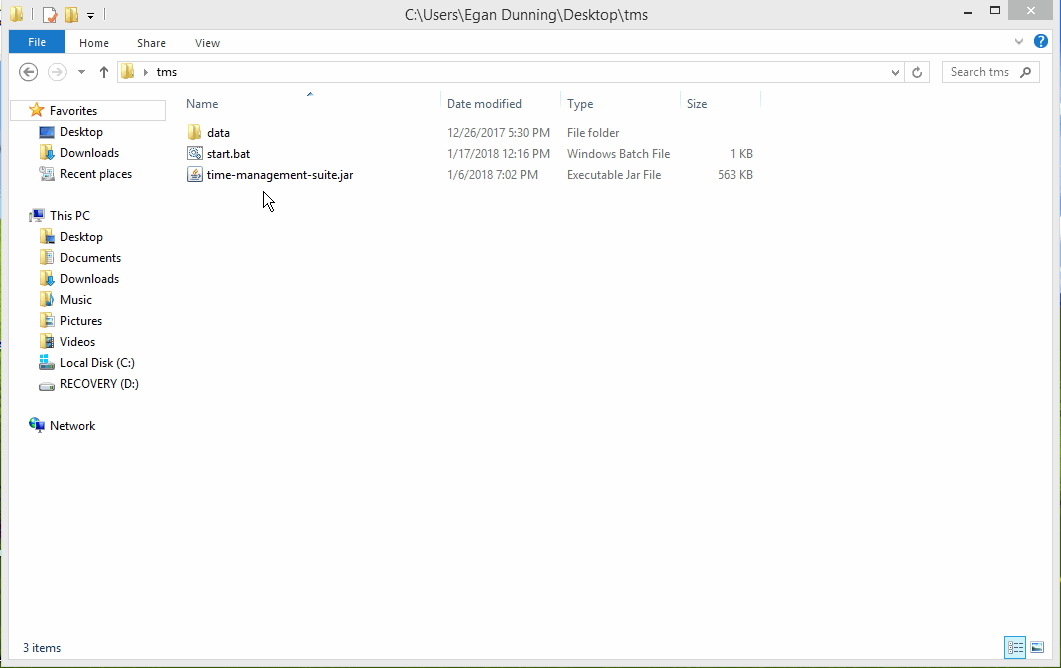 C:\Users\Egan Dunning\Desktop\tms
File Home Share View
tms Search tms
Name Date modified Type Size
data 12/26/2017 5:30 PM File folder
start.bat 1/17/2018 12:16 PM Windows Batch File 1 KB
time-management-suite.jar 1/6/2018 7:02 PM Executable Jar File 563 KB
Favorites
Desktop
Downloads
Recent places
This PC
Desktop
Documents
Downloads
Music
Pictures
Videos
Local Disk (C:)
RECOVERY (D:)
Network
3 items